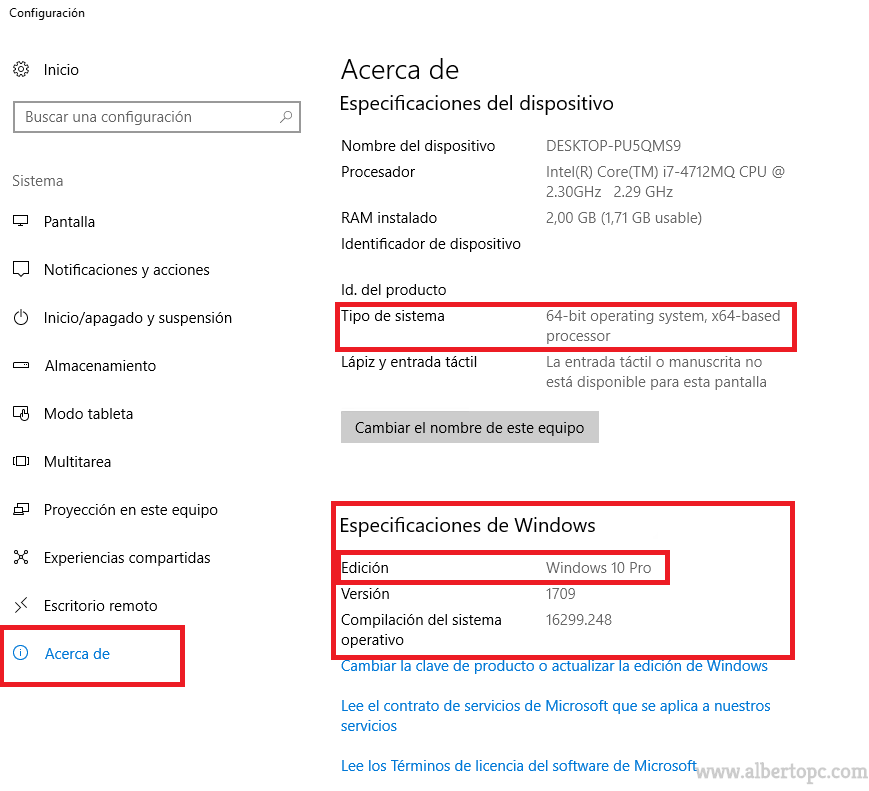 Configuración
Inicio
Buscar una configuración
Sistema
Pantalla
Notificaciones y acciones
Inicio/apagado y suspensión
Almacenamiento
Modo tableta
Multitarea
Proyección en este equipo
Experiencias compartidas
Escritorio remoto
Acerca de
Acerca de
Especificaciones del dispositivo
Nombre del dispositivo DESKTOP-PU5QMS9
Procesador Intel(R) Core(TM) i7-4712MQ CPU @
2.30GHz 2.29 GHz
RAM instalado 2,00 GB (1,71 GB usable)
Identificador de dispositivo
Id. del producto
Tipo de sistema 64-bit operating system, x64-based
processor
Lápiz y entrada táctil La entrada táctil o manuscrita no
está disponible para esta pantalla
Cambiar el nombre de este equipo
Especificaciones de Windows
Edición Windows 10 Pro
Versión 1709
Compilación del sistema 16299.248
operativo
Cambiar la clave de producto o actualizar la edición de Windows
Lee el contrato de servicios de Microsoft que se aplica a nuestros
servicios
Lee los Términos de licencia del software de Microsoft
www.albertopc.com